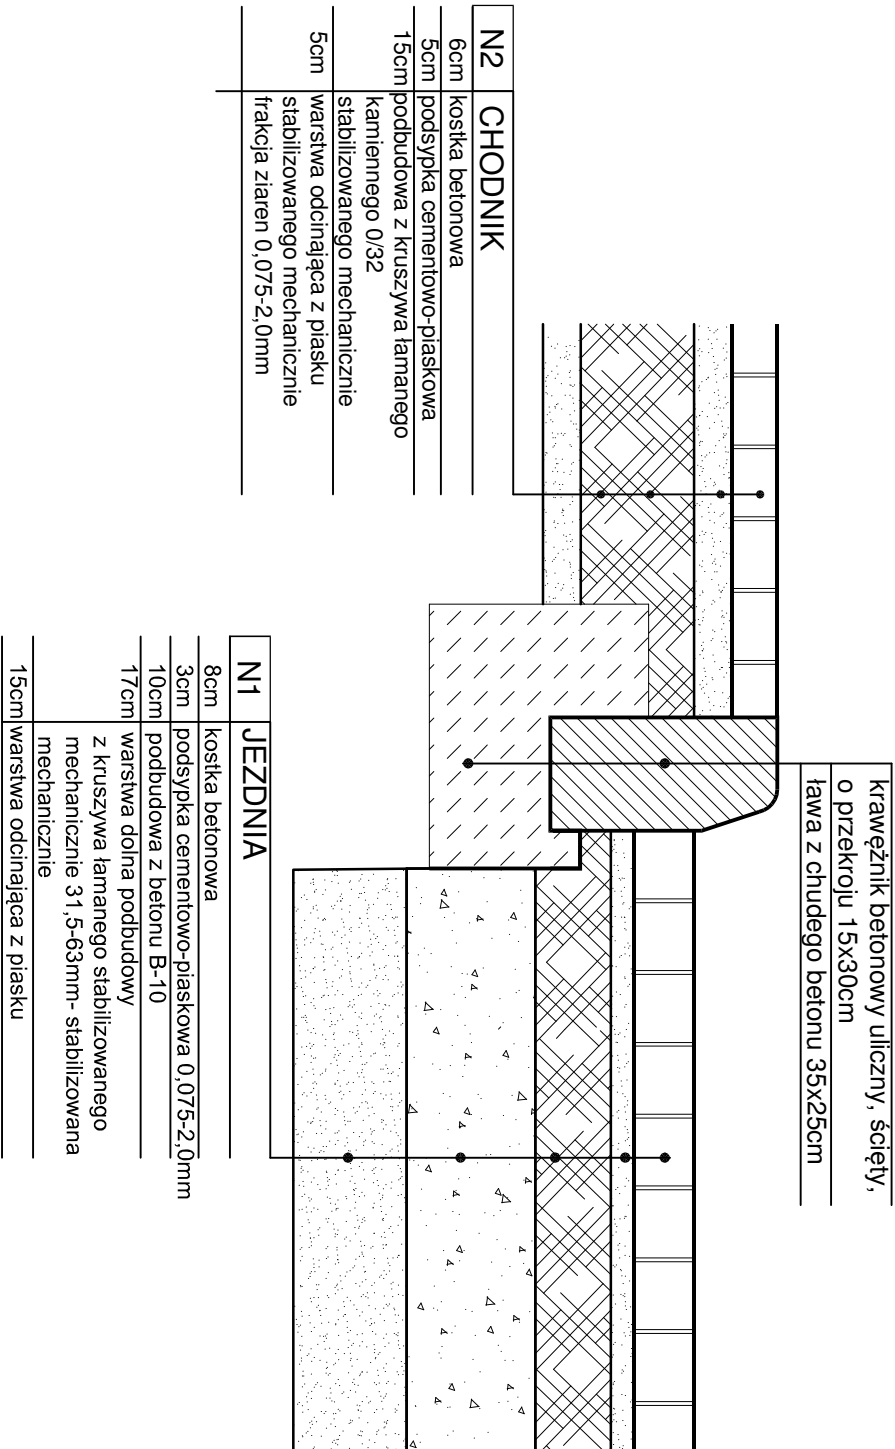 krawężnik betonowy uliczny, ścięty,
o przekroju 15x30cm
ława z chudego betonu 35x25cm
N2 CHODNIK
6cm kostka betonowa
5cm podsypka cementowo-piaskowa
15cm podbudowa z kruszywa łamanego
kamiennego 0/32
stabilizowanego mechanicznie
5cm warstwa odcinająca z piasku
stabilizowanego mechanicznie
frakcja ziaren 0,075-2,0mm
N1 JEZDNIA
8cm kostka betonowa
3cm podsypka cementowo-piaskowa 0,075-2,0mm
10cm podbudowa z betonu B-10
17cm warstwa dolna podbudowy
z kruszywa łamanego stabilizowanego
mechanicznie 31,5-63mm- stabilizowana
mechanicznie
15cm warstwa odcinająca z piasku